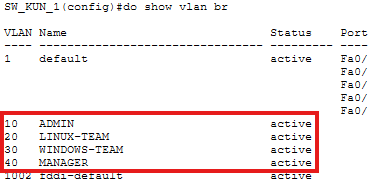 SW_KUN_1(config)#do show vlan br
VLAN Name Status Port
---- -------------------------------- --------- ----
1 default active Fa0/
Fa0/
Fa0/
Fa0/
Fa0/
10 ADMIN active
20 LINUX-TEAM active
30 WINDOWS-TEAM active
40 MANAGER active
1002 fddi-default active